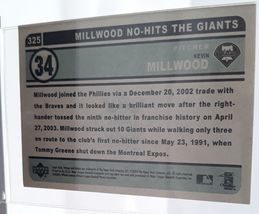 325
MILLWOOD NO-HITS THE GIANTS
34
PITCHER
KEVIN
MILLWOOD
Millwood joined the Phillies via a December 20, 2002 trade with
the Braves and it looked like a brilliant move after the right-
hander tossed the ninth no-hitter in franchise history on April
27, 2003. Millwood struck out 10 Giants while walking only three
en route to the club's first no-hitter since May 23, 1991, when
Tommy Greene shut down the Montreal Expos.